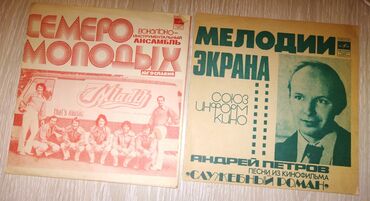 СЕМЕРО
ВОКАЛЬНО-
ИНСТРУМЕНТАЛЬНЫЙ
АНСАМБЛЬ
МОЛОДЫХ
ЮГОСЛАВИЯ
МЕЛОДИИ
ЭКРАНА
СОЮЗ
ИНФОРМ
КИНО
АНДРЕЙ ПЕТРОВ
ПЕСНИ ИЗ КИНОФИЛЬМА
«СЛУЖЕБНЫЙ РОМАН»